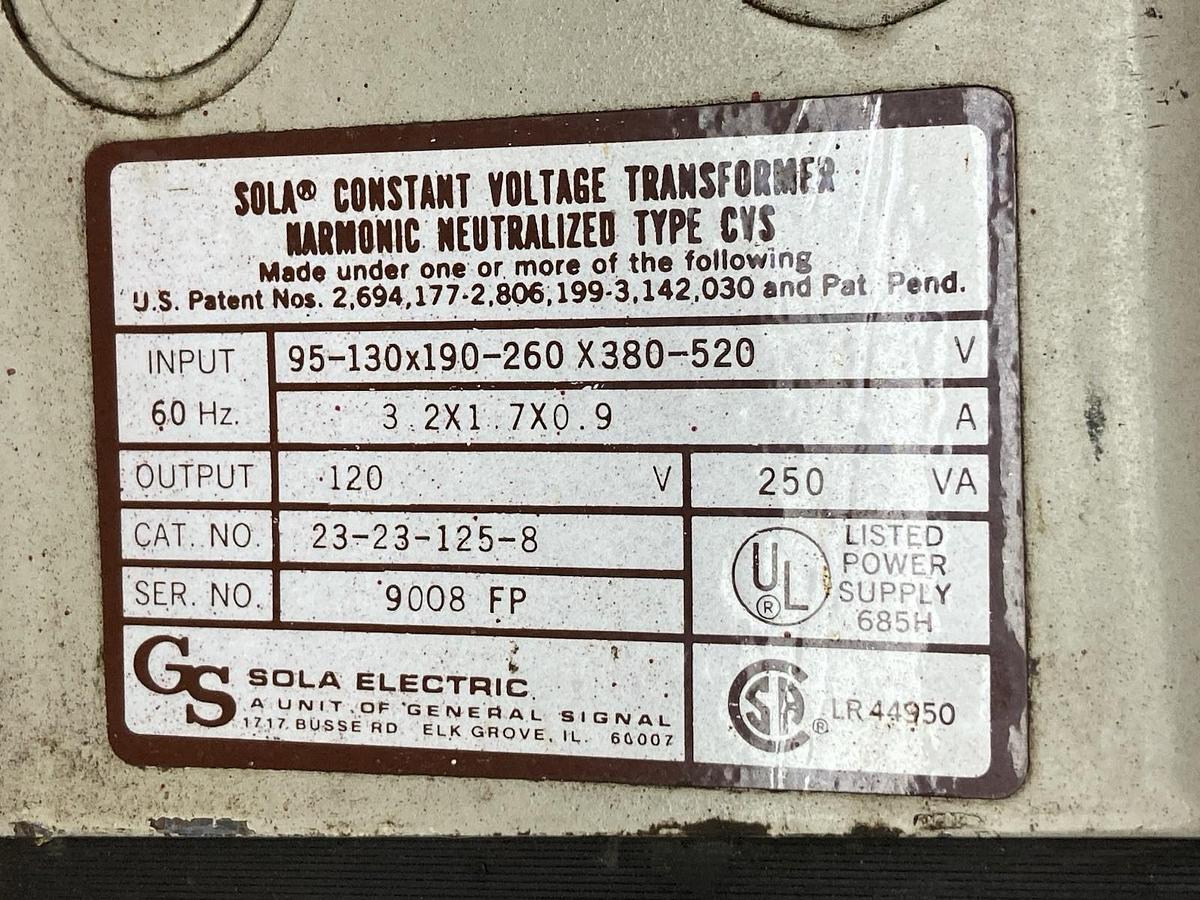 SOLA® CONSTANT VOLTAGE TRANSFORMER
HARMONIC NEUTRALIZED TYPE CVS
Made under one or more of the following
U.S. Patent Nos. 2,694,177-2,806,199-3,142,030 and Pat. Pend.
INPUT 95-130x190-260 X380-520 V
60 Hz. 3.2X1.7X0.9 A
OUTPUT 120 V 250 VA
CAT. NO. 23-23-125-8
SER. NO. 9008 FP
UL ® LISTED
POWER
SUPPLY
685H
GS SOLA ELECTRIC
A UNIT OF GENERAL SIGNAL
1717 BUSSE RD ELK GROVE, IL. 60007
SA ® LR 44950